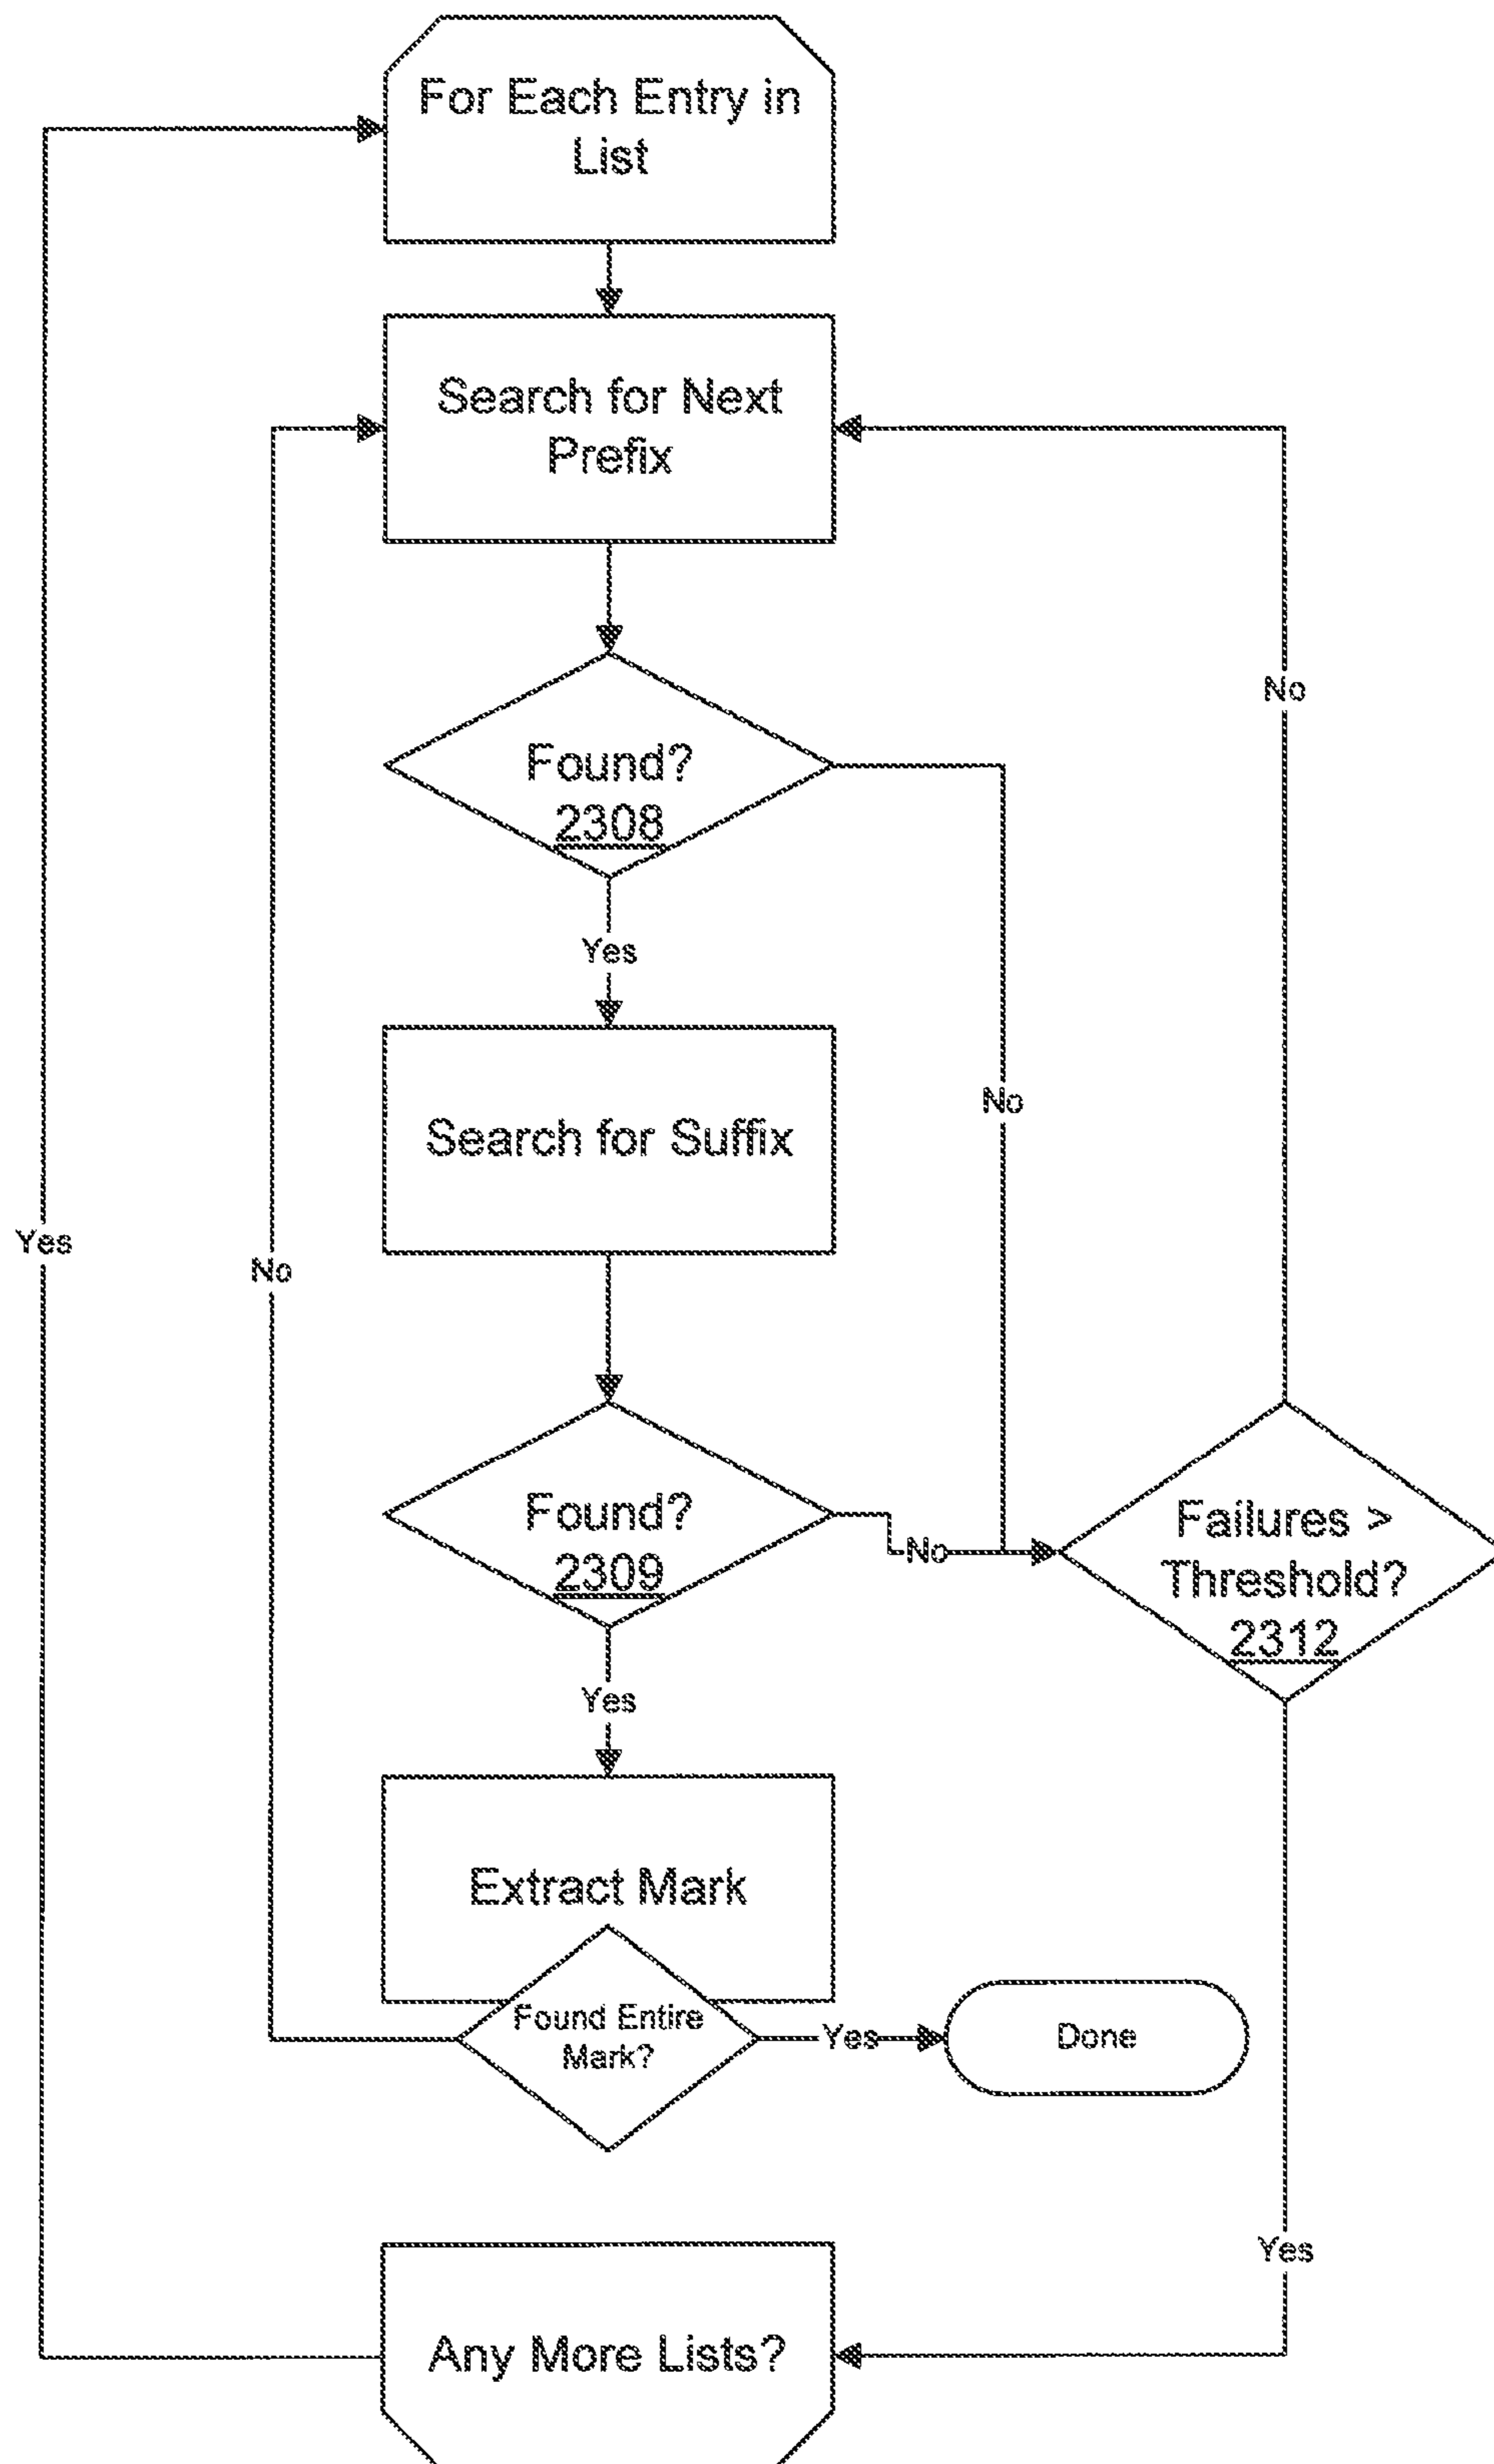 For Each Entry in
List
Search for Next
Prefix
No
Found?
2308
Yes
No
Search for Suffix
Yes
No
Found?
2309
No
Failures >
Threshold?
2312
Yes
Extract Mark
Found Entire
Mark?
Yes
Done
Yes
Any More Lists?